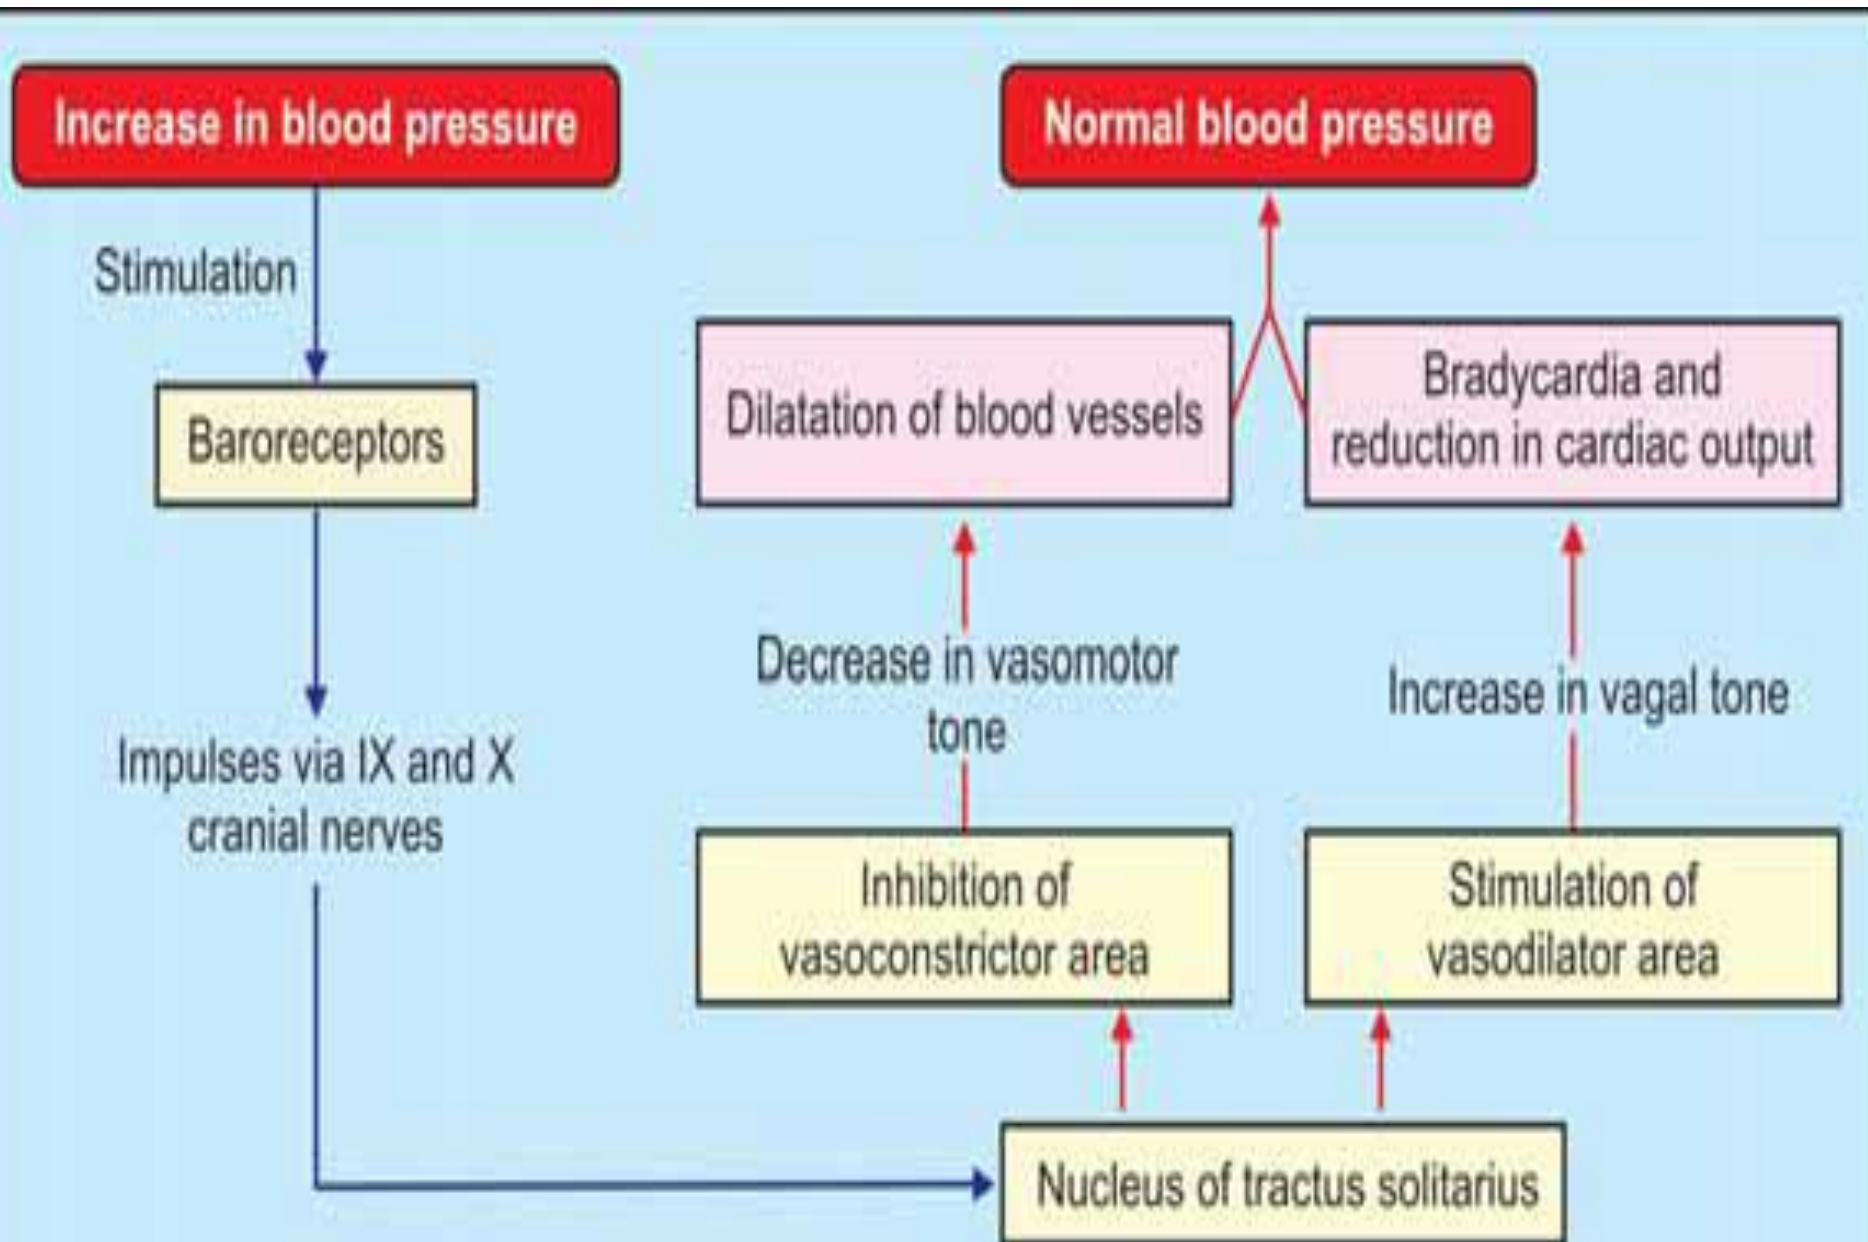 Increase in blood pressure
Stimulation
Baroreceptors
Impulses via IX and X
cranial nerves
Nucleus of tractus solitarius
Inhibition of
vasoconstrictor area
Decrease in vasomotor
tone
Dilatation of blood vessels
Stimulation of
vasodilator area
Increase in vagal tone
Bradycardia and
reduction in cardiac output
Normal blood pressure